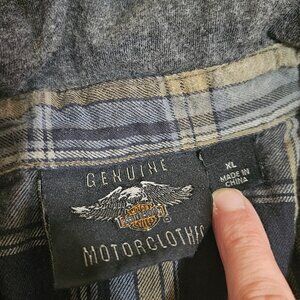 GENUINE
MOTORCLOTHES
XL
MADE IN
CHINA